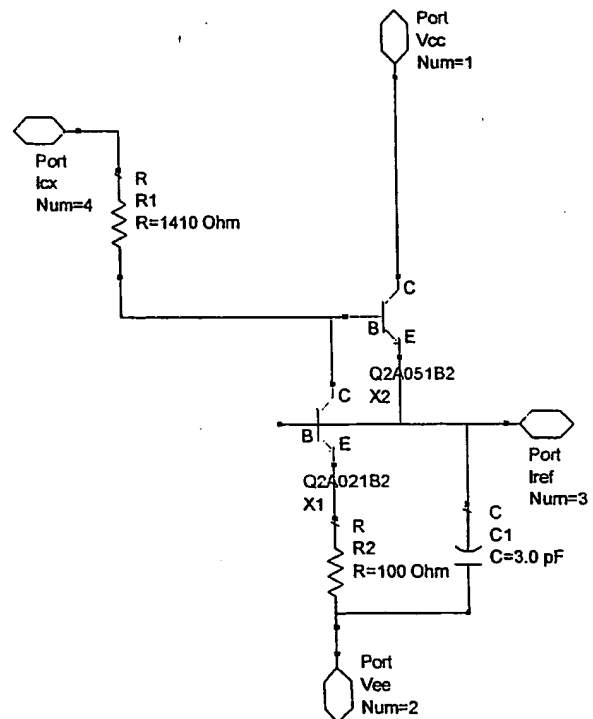 Port
Vcc
Num=1
Port
Icx
Num=4
R
R1
R=1410 Ohm
C
B
E
Q2A051B2
X2
C
B
E
Q2A021B2
X1
Port
Iref
Num=3
R
R2
R=100 Ohm
C
C1
C=3.0 pF
Port
Vee
Num=2